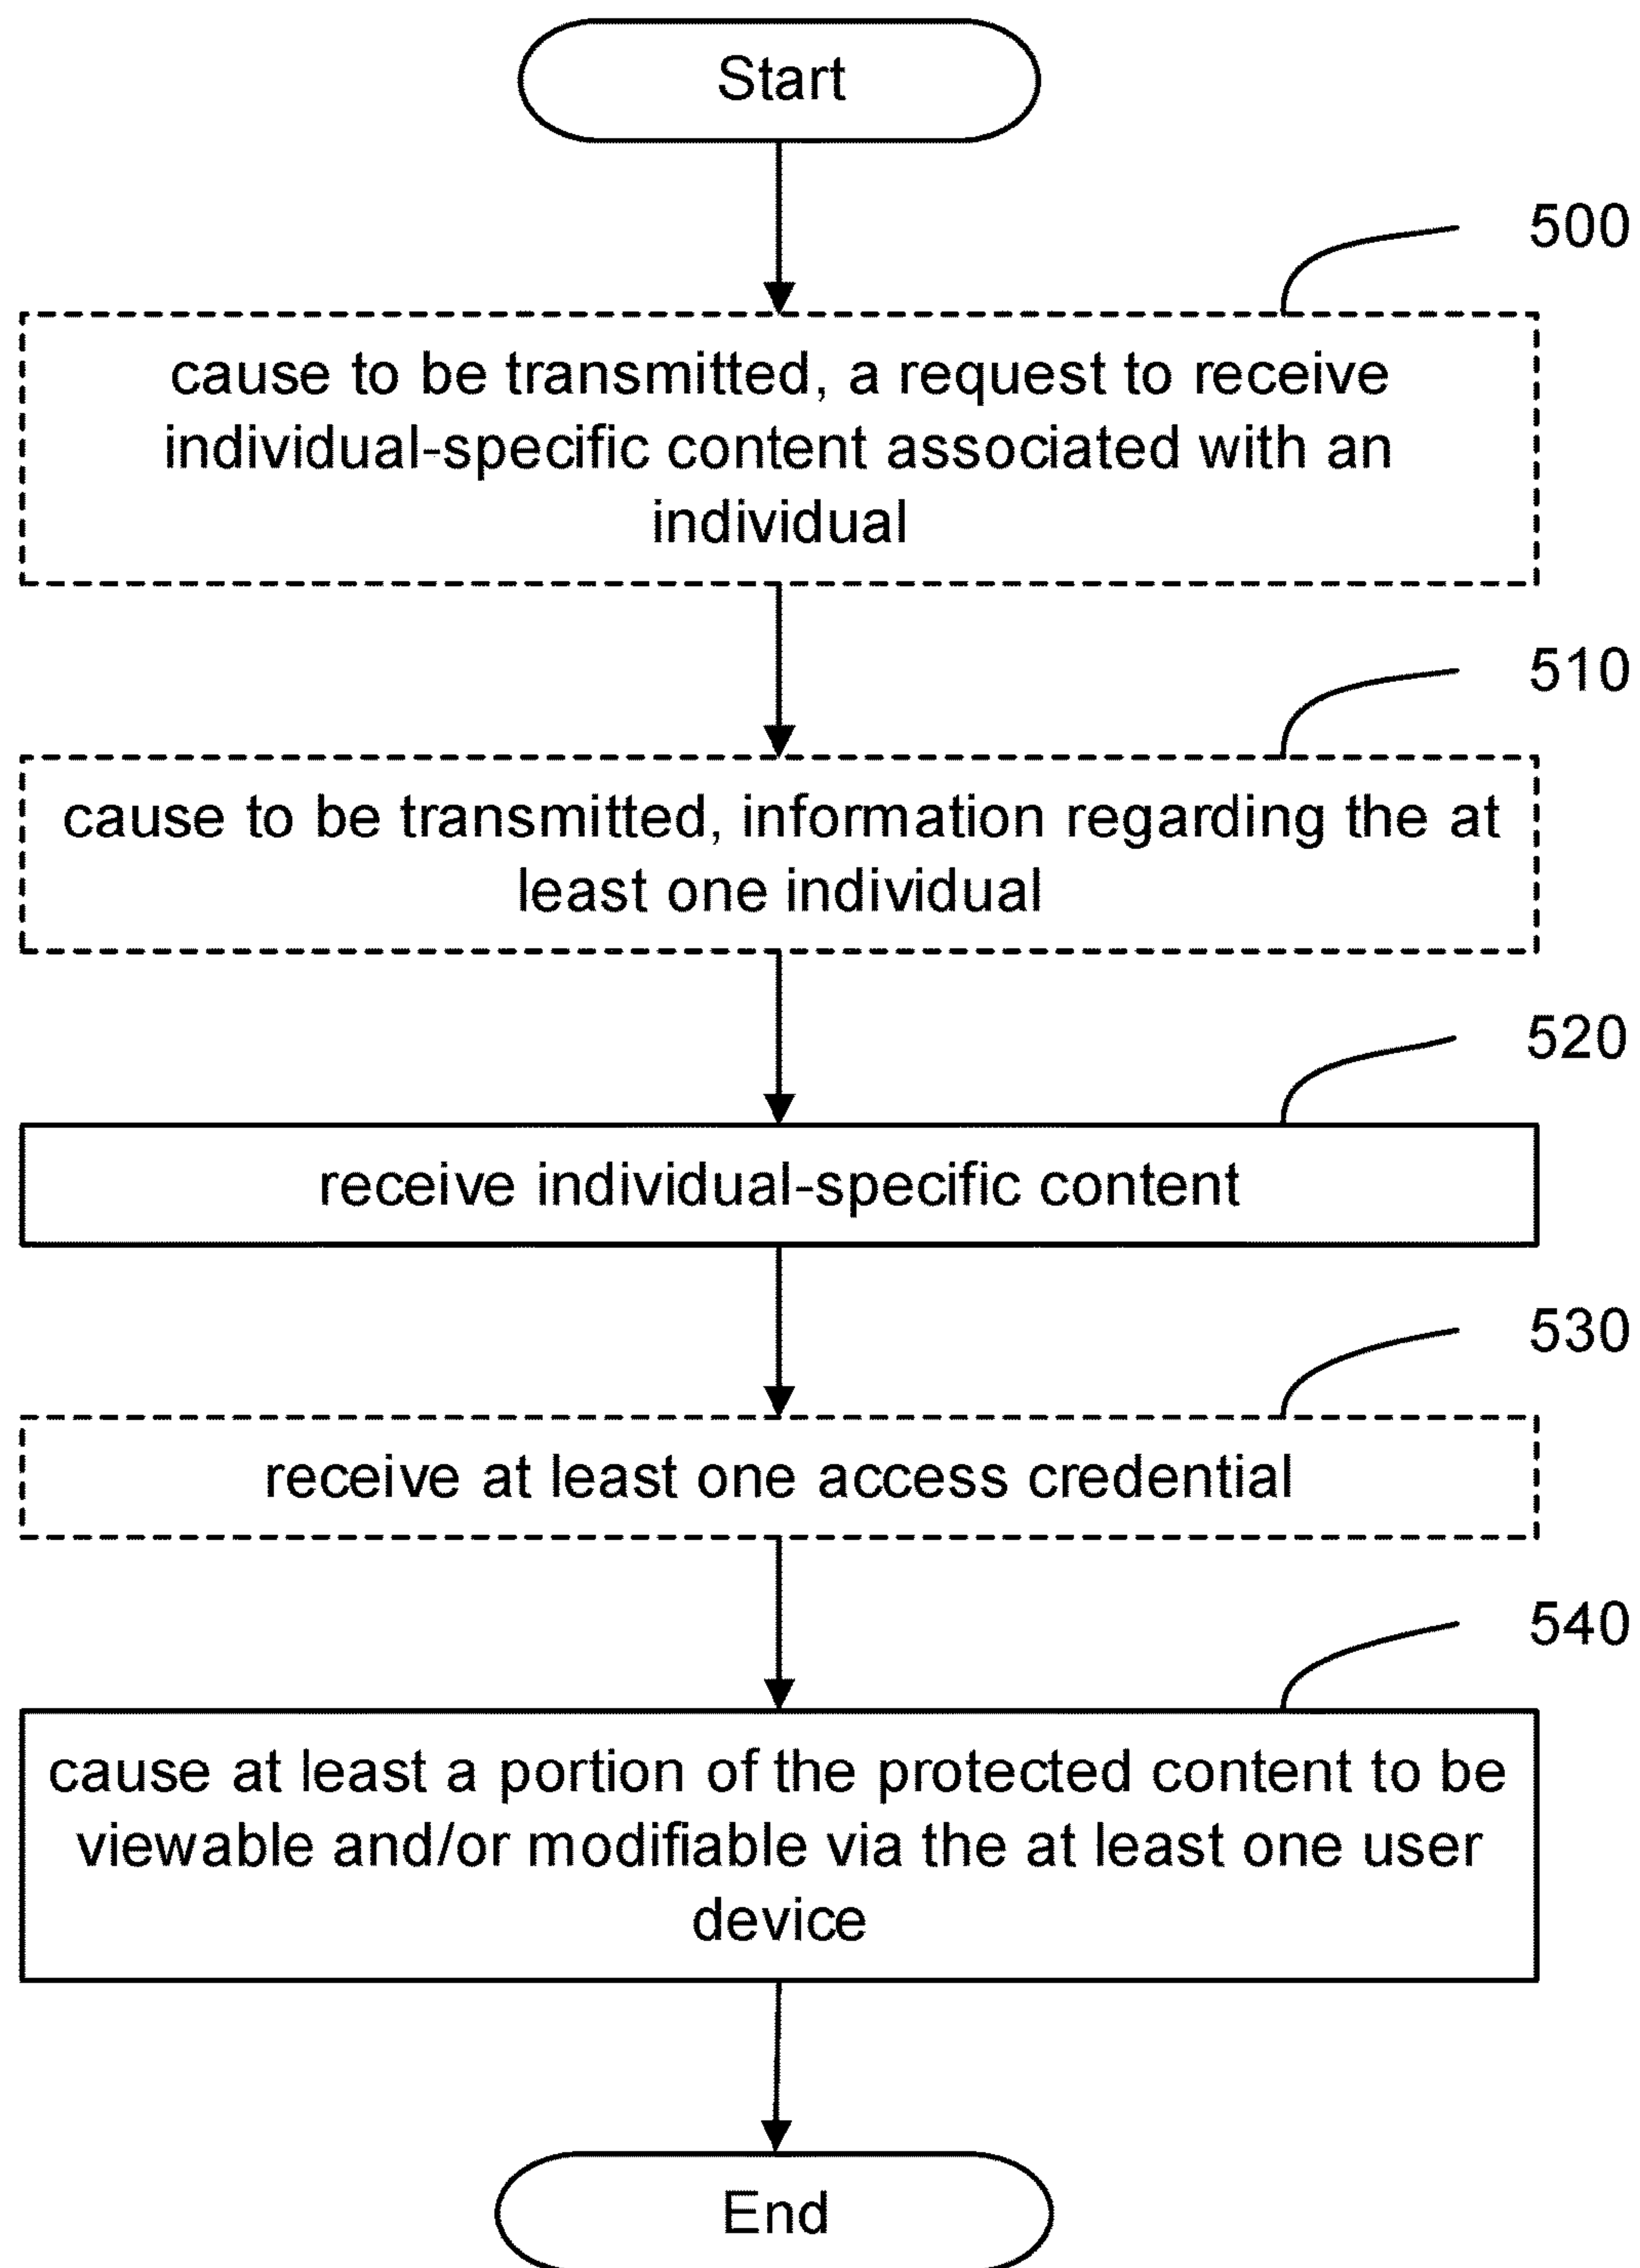 Start
500
cause to be transmitted, a request to receive
individual-specific content associated with an
individual
510
cause to be transmitted, information regarding the at
least one individual
520
receive individual-specific content
530
receive at least one access credential
540
cause at least a portion of the protected content to be
viewable and/or modifiable via the at least one user
device
End